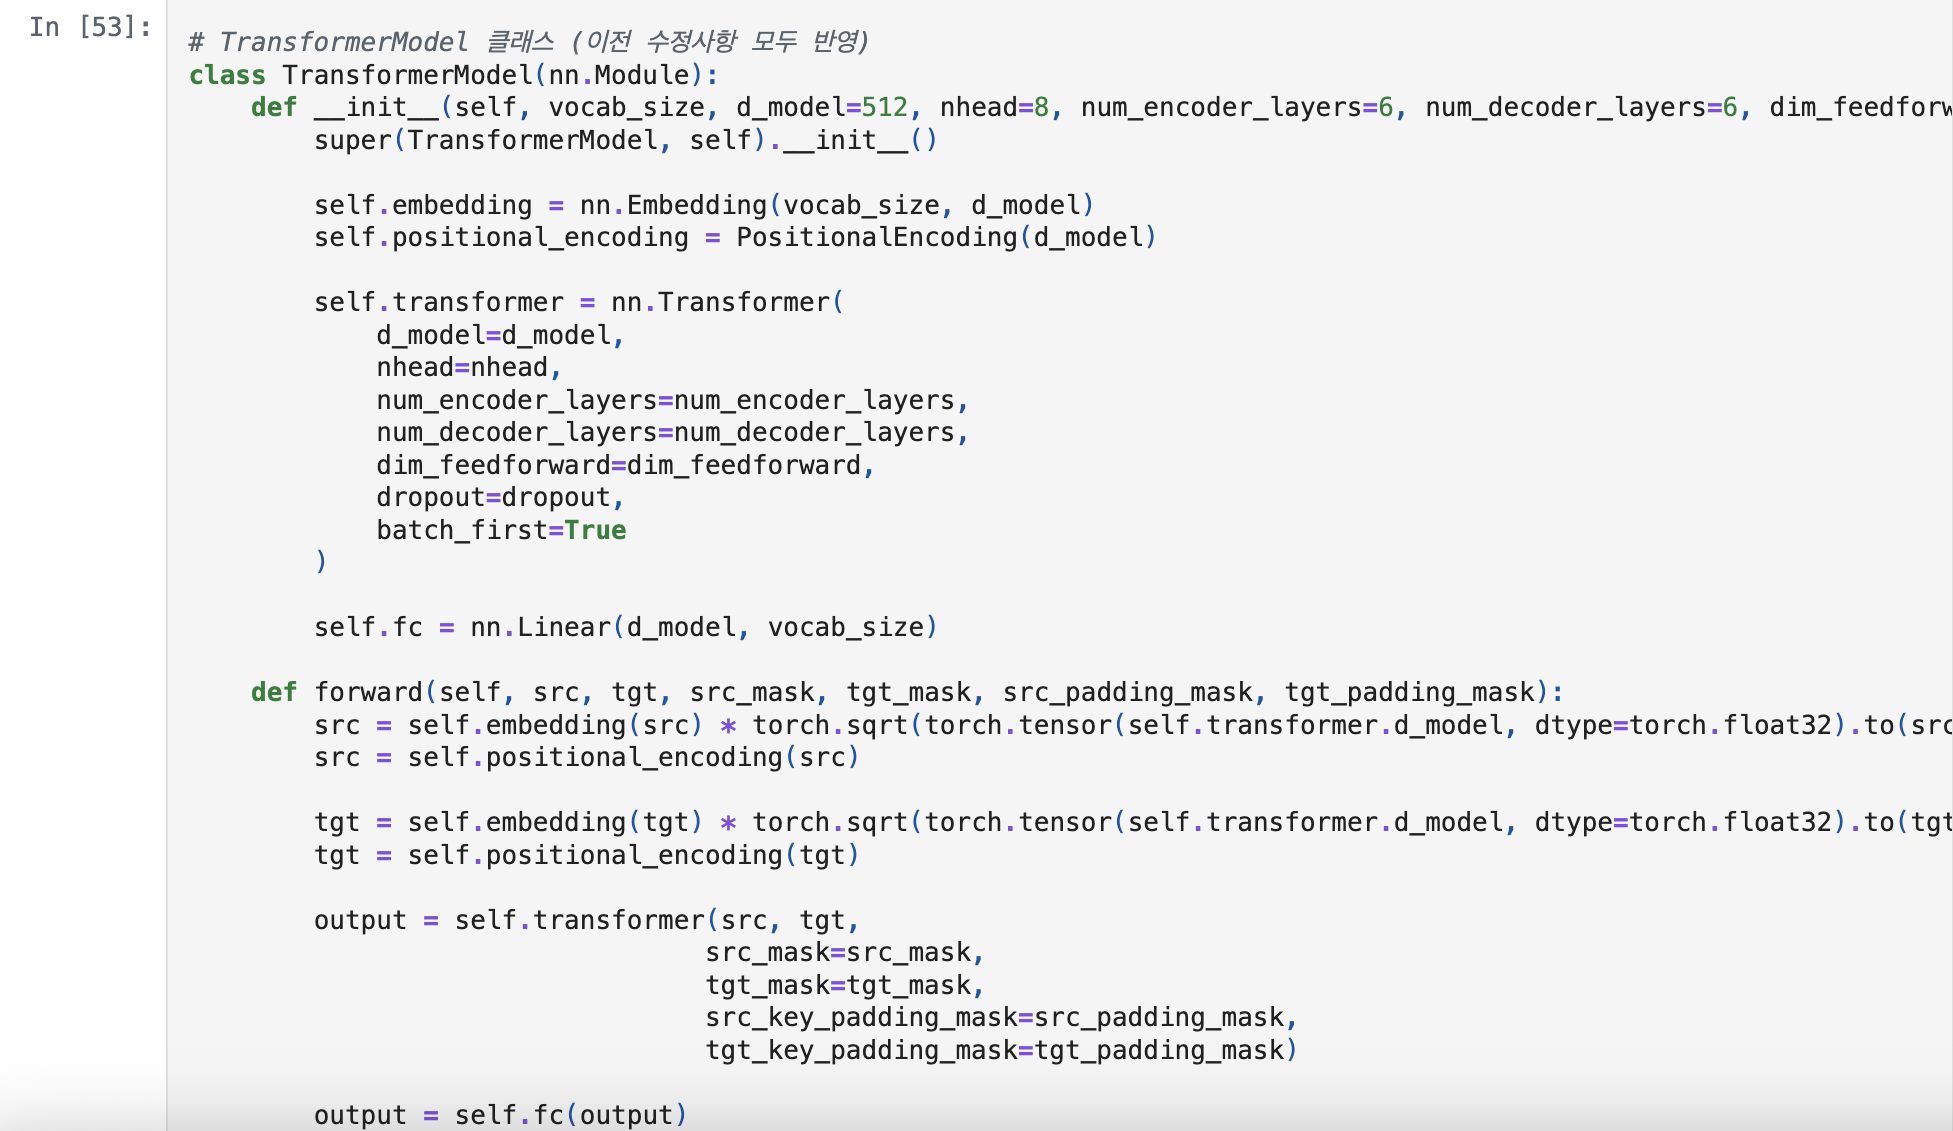 In [53]:
# TransformerModel 클래스 (이전 수정사항 모두 반영)
class TransformerModel(nn.Module):
    def __init__(self, vocab_size, d_model=512, nhead=8, num_encoder_layers=6, num_decoder_layers=6, dim_feedforw
        super(TransformerModel, self).__init__()
        self.embedding = nn.Embedding(vocab_size, d_model)
        self.positional_encoding = PositionalEncoding(d_model)
        self.transformer = nn.Transformer(
            d_model=d_model,
            nhead=nhead,
            num_encoder_layers=num_encoder_layers,
            num_decoder_layers=num_decoder_layers,
            dim_feedforward=dim_feedforward,
            dropout=dropout,
            batch_first=True
        )
        self.fc = nn.Linear(d_model, vocab_size)
    def forward(self, src, tgt, src_mask, tgt_mask, src_padding_mask, tgt_padding_mask):
        src = self.embedding(src) * torch.sqrt(torch.tensor(self.transformer.d_model, dtype=torch.float32).to(src
        src = self.positional_encoding(src)
        tgt = self.embedding(tgt) * torch.sqrt(torch.tensor(self.transformer.d_model, dtype=torch.float32).to(tgt
        tgt = self.positional_encoding(tgt)
        output = self.transformer(src, tgt,
                                 src_mask=src_mask,
                                 tgt_mask=tgt_mask,
                                 src_key_padding_mask=src_padding_mask,
                                 tgt_key_padding_mask=tgt_padding_mask)
        output = self.fc(output)